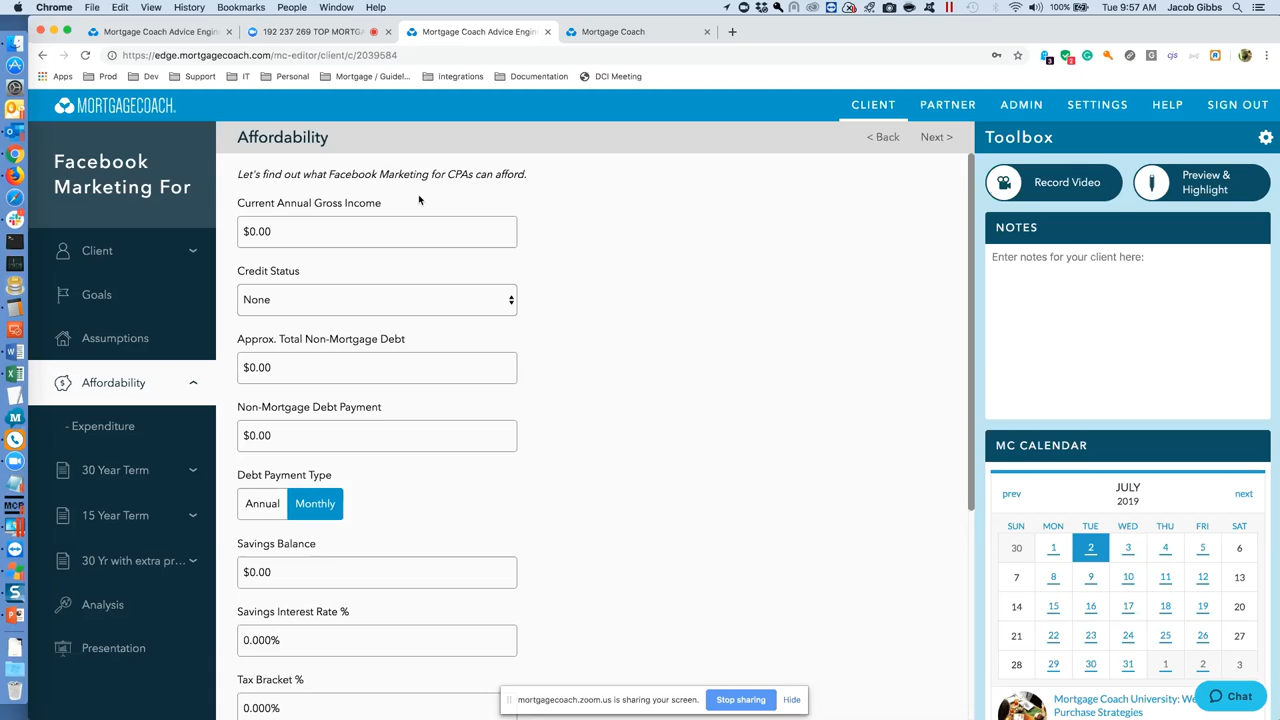 Chrome File Edit View History Bookmarks People Window Help
100% Tue 9:57 AM Jacob Gibbs
Mortgage Coach Advice Engin
192 237 269 TOP MORTGA
Mortgage Coach Advice Engin
Mortgage Coach
https://edge.mortgagecoach.com/mc-editor/client/c/2039584
Apps Prod Dev Support IT Personal Mortgage / Guidel... integrations Documentation DCI Meeting
MORTGAGECOACH.
CLIENT PARTNER ADMIN SETTINGS HELP SIGN OUT
Facebook
Marketing For
Client
Goals
Assumptions
Affordability
- Expenditure
30 Year Term
15 Year Term
30 Yr with extra pr...
Analysis
Presentation
Affordability
< Back Next >
Let's find out what Facebook Marketing for CPAs can afford.
Current Annual Gross Income
$0.00
Credit Status
None
Approx. Total Non-Mortgage Debt
$0.00
Non-Mortgage Debt Payment
$0.00
Debt Payment Type
Annual Monthly
Savings Balance
$0.00
Savings Interest Rate %
0.000%
Tax Bracket %
0.000%
mortgagecoach.zoom.us is sharing your screen. Stop sharing Hide
Toolbox
Record Video
Preview &
Highlight
NOTES
Enter notes for your client here:
MC CALENDAR
prev JULY next
2019
SUN MON TUE WED THU FRI SAT
30 1 2 3 4 5 6
7 8 9 10 11 12 13
14 15 16 17 18 19 20
21 22 23 24 25 26 27
28 29 30 31 1 2 3
Mortgage Coach University: We
Purchase Strategies
Chat